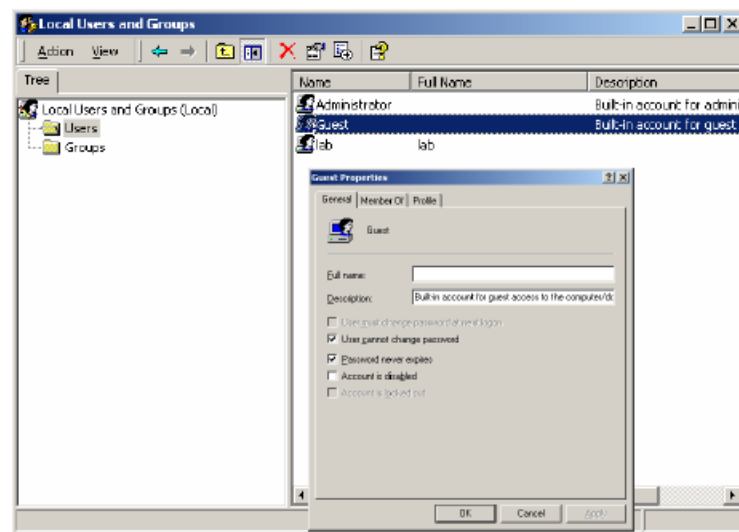 Local Users and Groups
Action View
Tree
Name Full Name Description
Local Users and Groups (Local)
Users
Groups
Administrator Built-in account for admini
Guest Built-in account for guest
lab lab
Guest Properties
General Member Of Profile
Guest
Full name:
Description: Built-in account for guest access to the computer/do
User must change password at next logon
User cannot change password
Password never expires
Account is disabled
Account is locked out
OK Cancel Apply